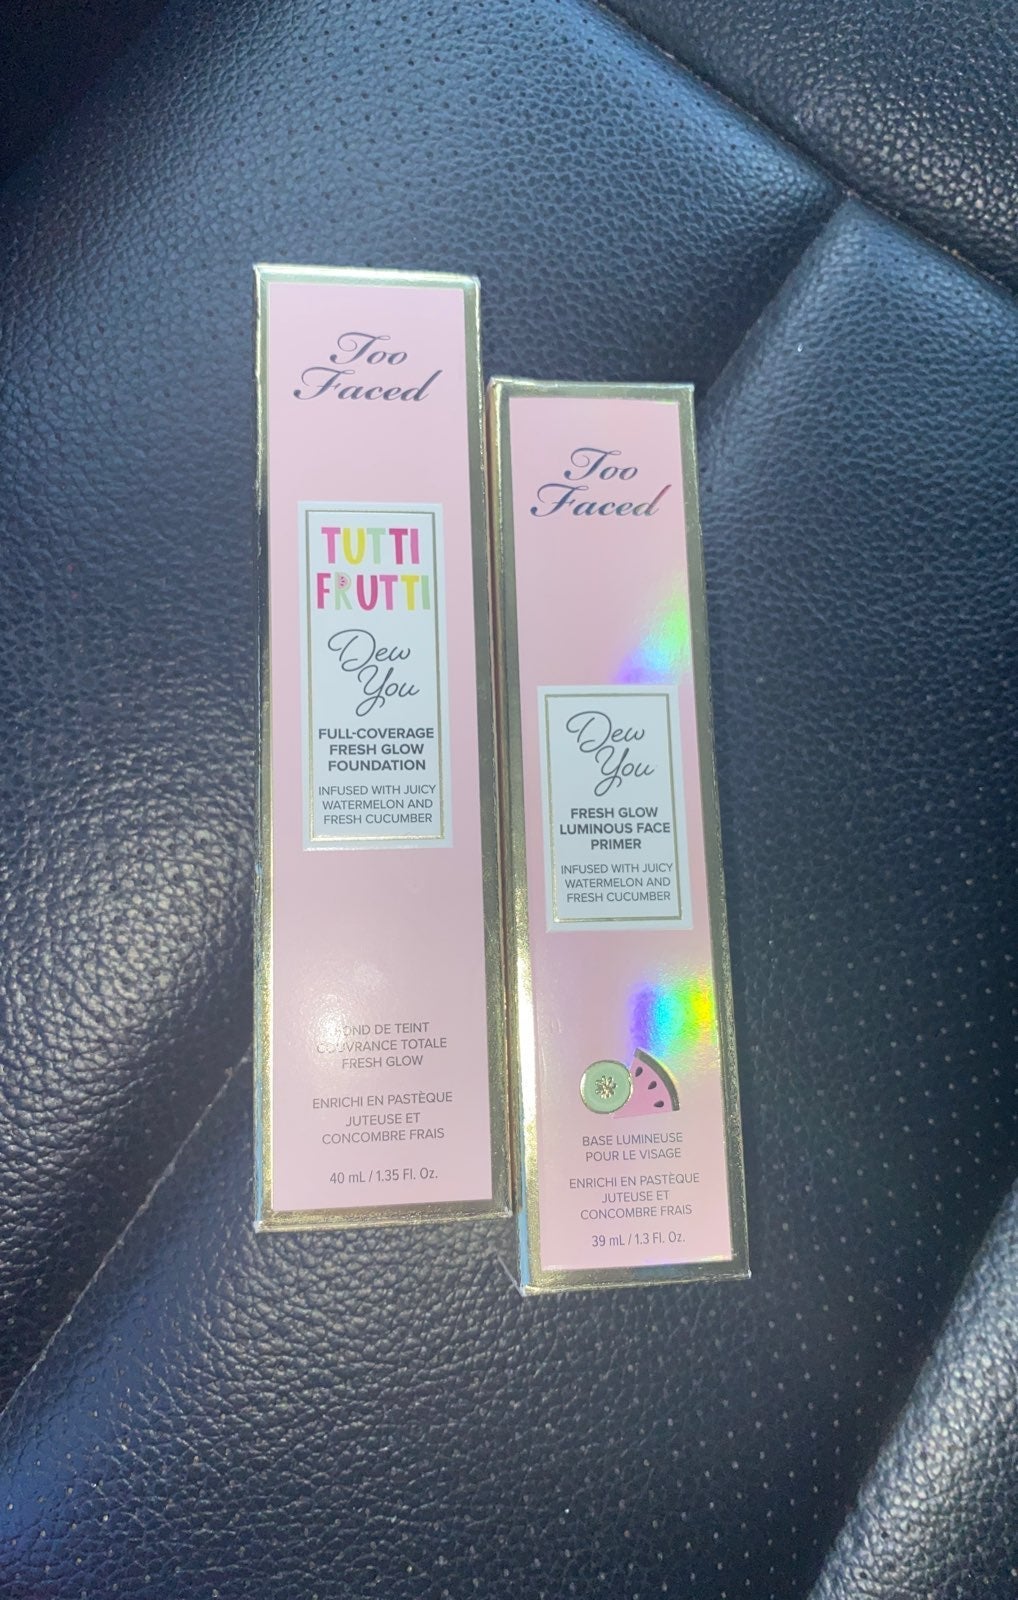 Too
Faced
TUTTI
FRUTTI
Dew
You
FULL-COVERAGE
FRESH GLOW
FOUNDATION
INFUSED WITH JUICY
WATERMELON AND
FRESH CUCUMBER
FOND DE TEINT
COUVRANCE TOTALE
FRESH GLOW
ENRICHI EN PASTÈQUE
JUTEUSE ET
CONCOMBRE FRAIS
40 mL / 1.35 Fl. Oz.
Too
Faced
Dew
You
FRESH GLOW
LUMINOUS FACE
PRIMER
INFUSED WITH JUICY
WATERMELON AND
FRESH CUCUMBER
BASE LUMINEUSE
POUR LE VISAGE
ENRICHI EN PASTÈQUE
JUTEUSE ET
CONCOMBRE FRAIS
39 mL / 1.3 Fl. Oz.